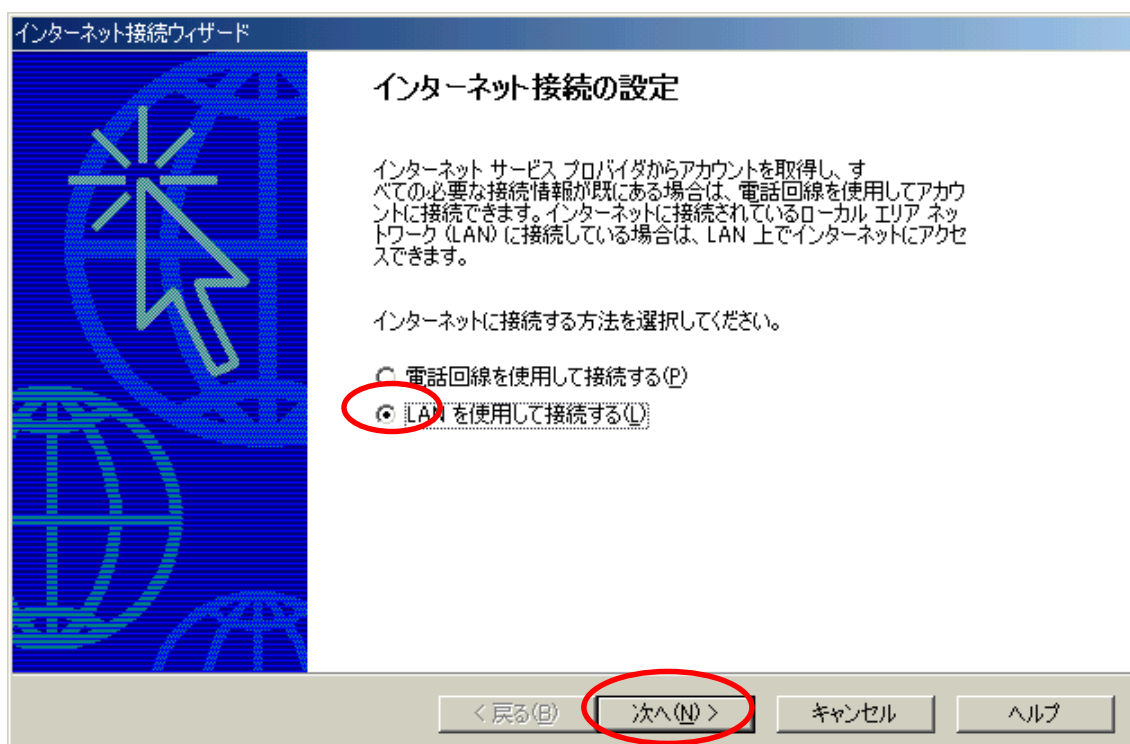 インターネット接続ウィザード
インターネット接続の設定
インターネット サービス プロバイダからアカウントを取得し、す
べての必要な接続情報が既にある場合は、電話回線を使用してアカウ
ントに接続できます。インターネットに接続されているローカル エリア ネッ
トワーク (LAN) に接続している場合は、LAN 上でインターネットにアクセ
スできます。
インターネットに接続する方法を選択してください。
電話回線を使用して接続する(P)
LAN を使用して接続する(L)
< 戻る(B) 次へ(N) > キャンセル ヘルプ